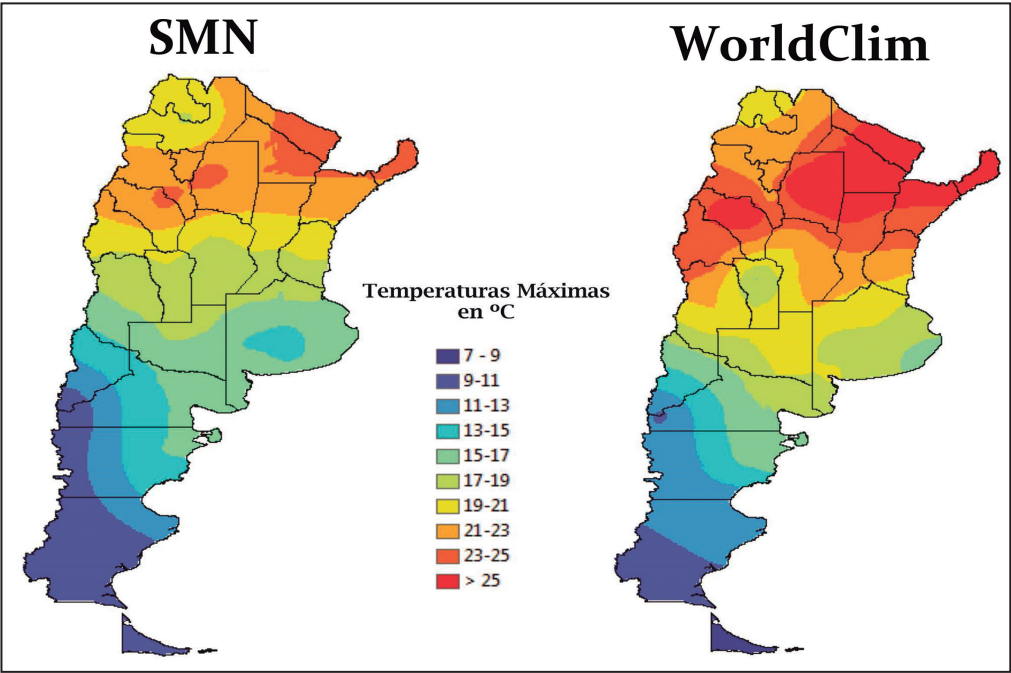 SMN
WorldClim
Temperaturas Máximas
en ºC
7 - 9
9-11
11-13
13-15
15-17
17-19
19-21
21-23
23-25
> 25